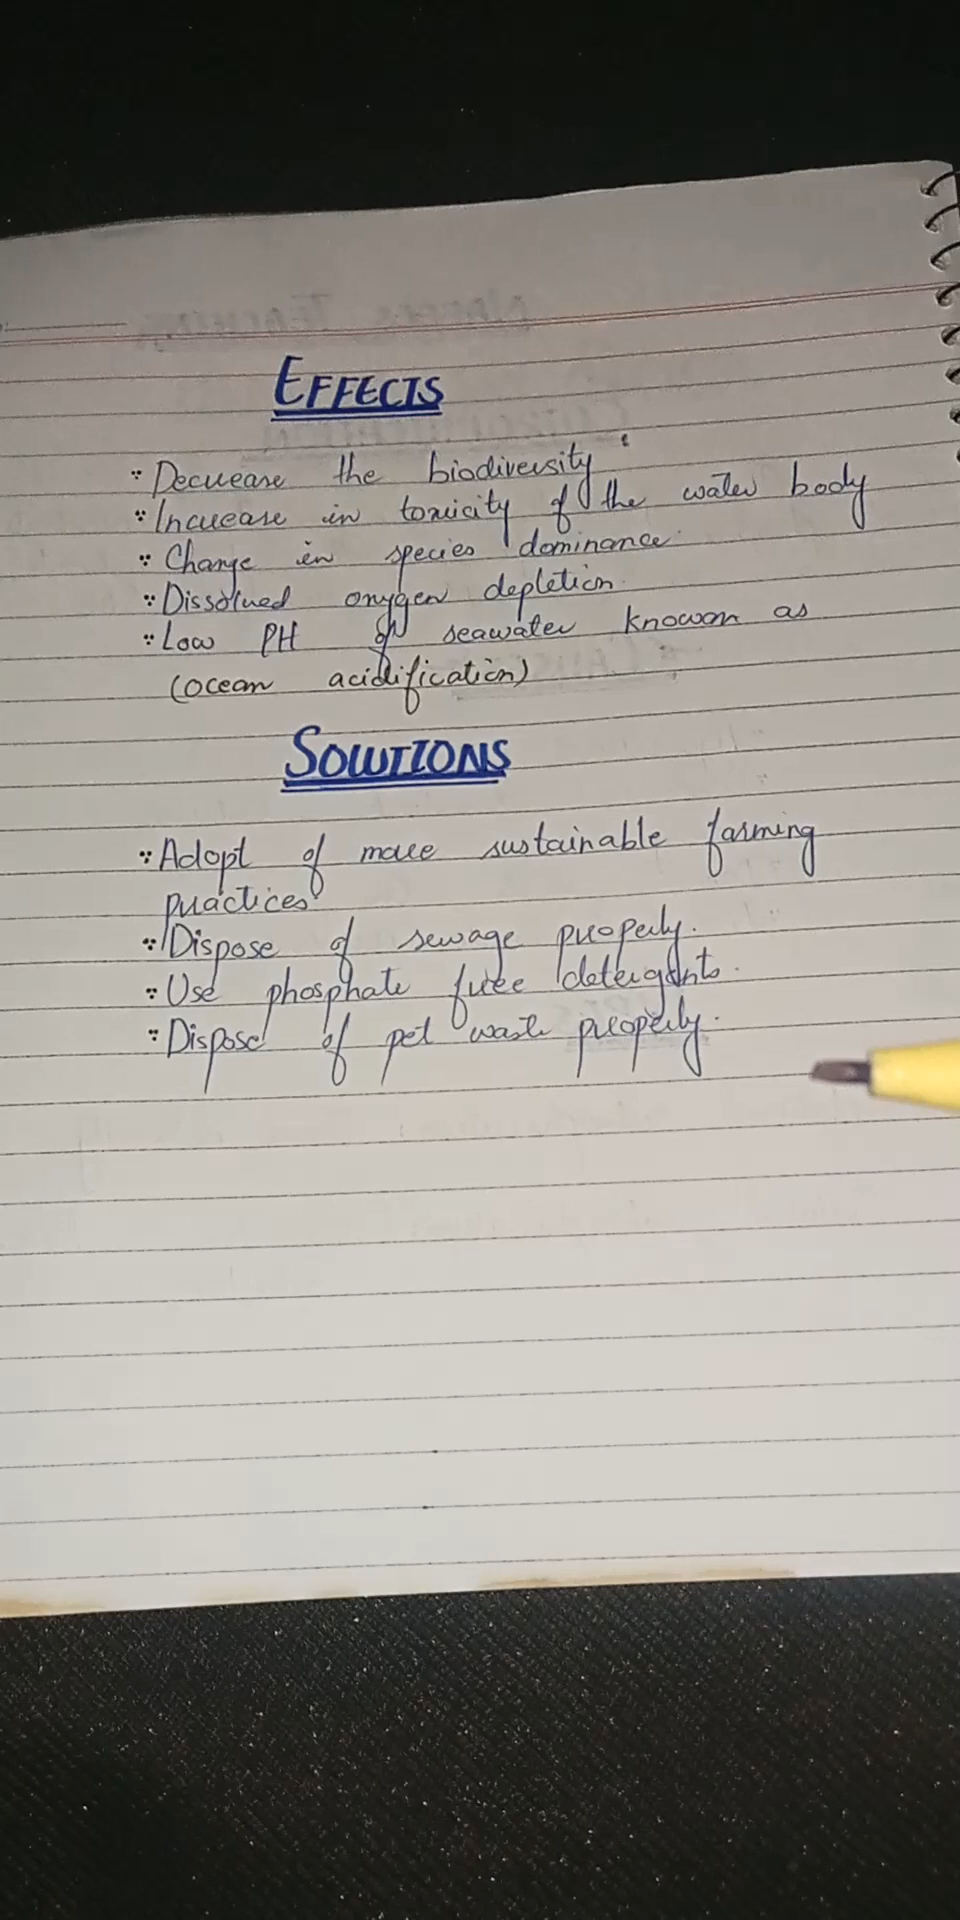 EFFECTS
∵ Decrease the biodiversity
∵ Increase in toxicity of the water body
∵ Change in species dominance.
∵ Dissolved oxygen depletion.
∵ Low PH of seawater knowon as
(ocean acidification)
SOLUTIONS
∵ Adopt of more sustainable farming
practices
∵ Dispose of sewage properly.
∵ Use phosphate free detergants.
∵ Dispose of pet waste properly.